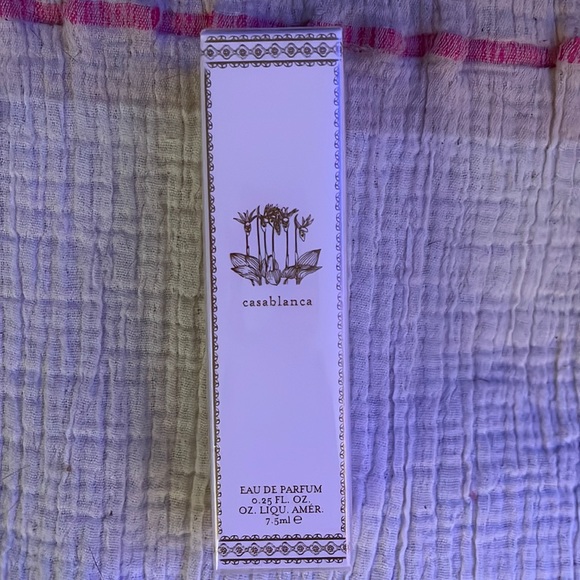 casablanca
EAU DE PARFUM
0.25 FL. OZ.
OZ. LIQU. AMÉR.
7.5ml ℮